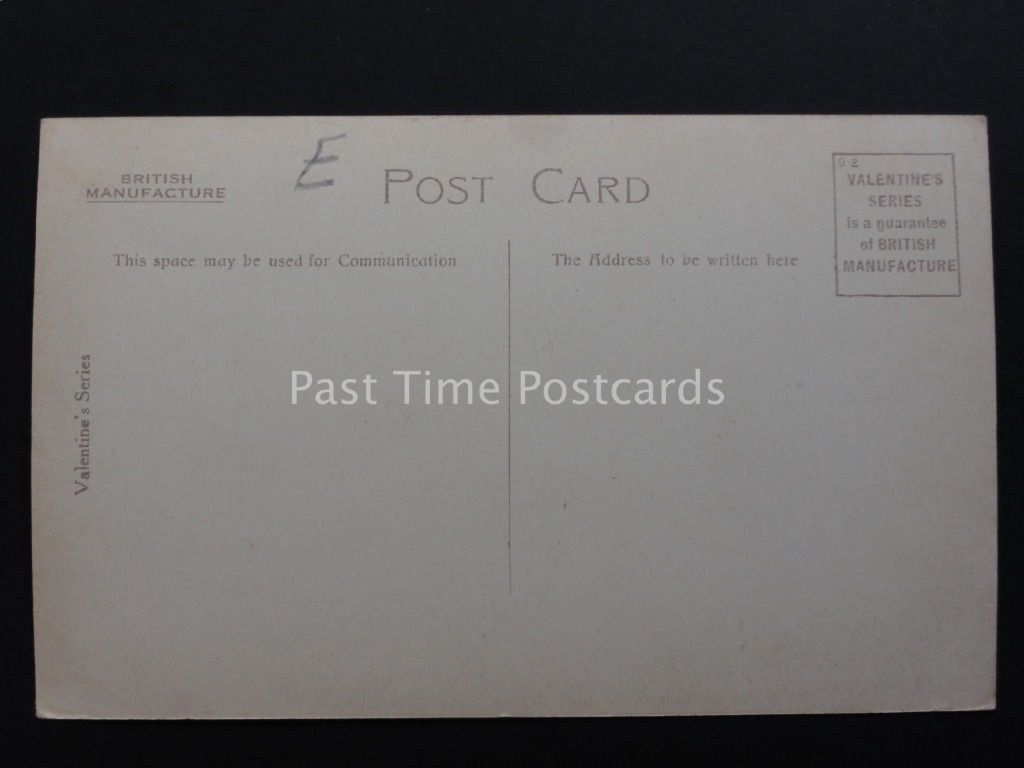 BRITISH
MANUFACTURE
E
POST CARD
9-2
VALENTINE'S
SERIES
is a guarantee
of BRITISH
MANUFACTURE
This space may be used for Communication
The Address to be written here
Valentine's Series
Past Time Postcards